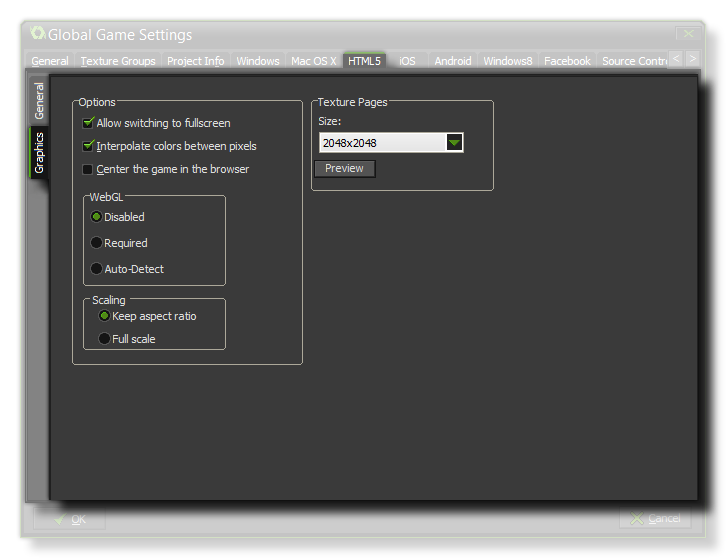 Global Game Settings
General Texture Groups Project Info Windows Mac OS X HTML5 iOS Android Windows8 Facebook Source Contr < >
General
Graphics
Options
Allow switching to fullscreen
Interpolate colors between pixels
Center the game in the browser
WebGL
Disabled
Required
Auto-Detect
Scaling
Keep aspect ratio
Full scale
Texture Pages
Size:
2048x2048
Preview
OK
Cancel